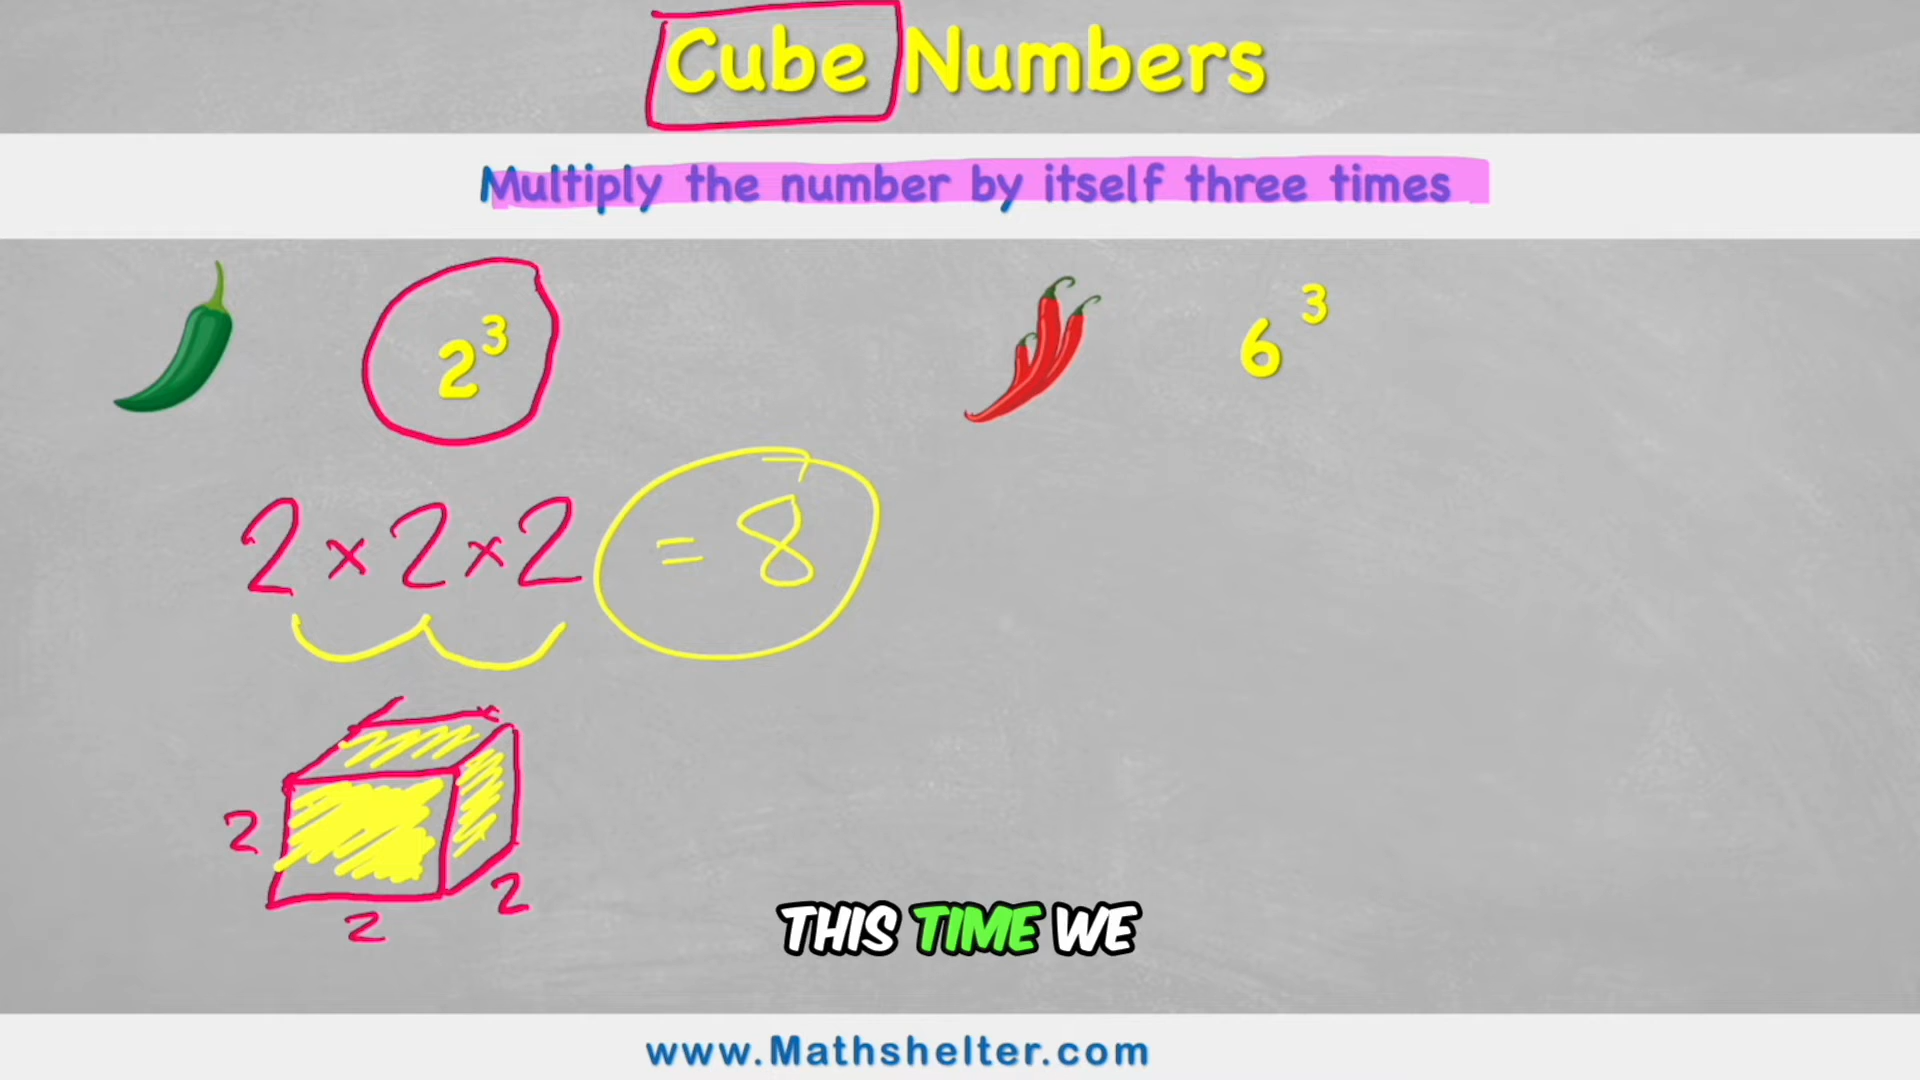 Cube Numbers
Multiply the number by itself three times
2³
6³
2 × 2 × 2 = 8
2
2
2
THIS TIME WE
www.Mathshelter.com